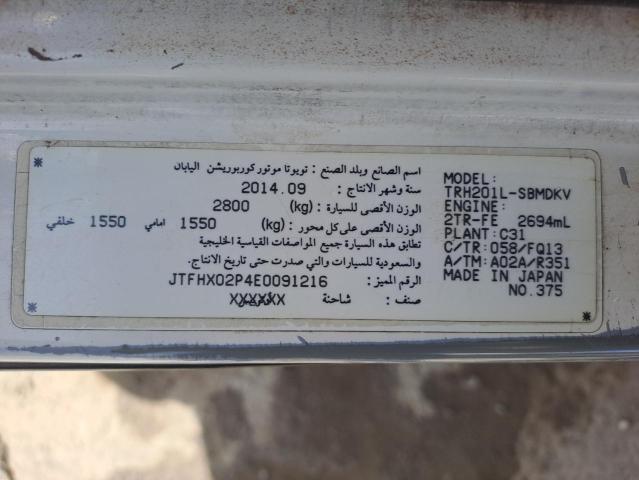 اسم الصانع وبلد الصنع : تويوتا موتور كوربوريشن اليابان
سنة وشهر الانتاج : 2014.09
الوزن الأقصى للسيارة : (kg) 2800
الوزن الأقصى على كل محور : (kg) 1550 امامي 1550 خلفي
تطابق هذه السيارة جميع المواصفات القياسية الخليجية
والسعودية للسيارات والتي صدرت حتى تاريخ الانتاج.
الرقم المميز : JTFHX02P4E0091216
صنف : شاحنة XXXXXX
MODEL:
TRH201L-SBMDKV
ENGINE:
2TR-FE 2694mL
PLANT: C31
C/TR: 058/FQ13
A/TM: A02A/R351
MADE IN JAPAN
NO.375